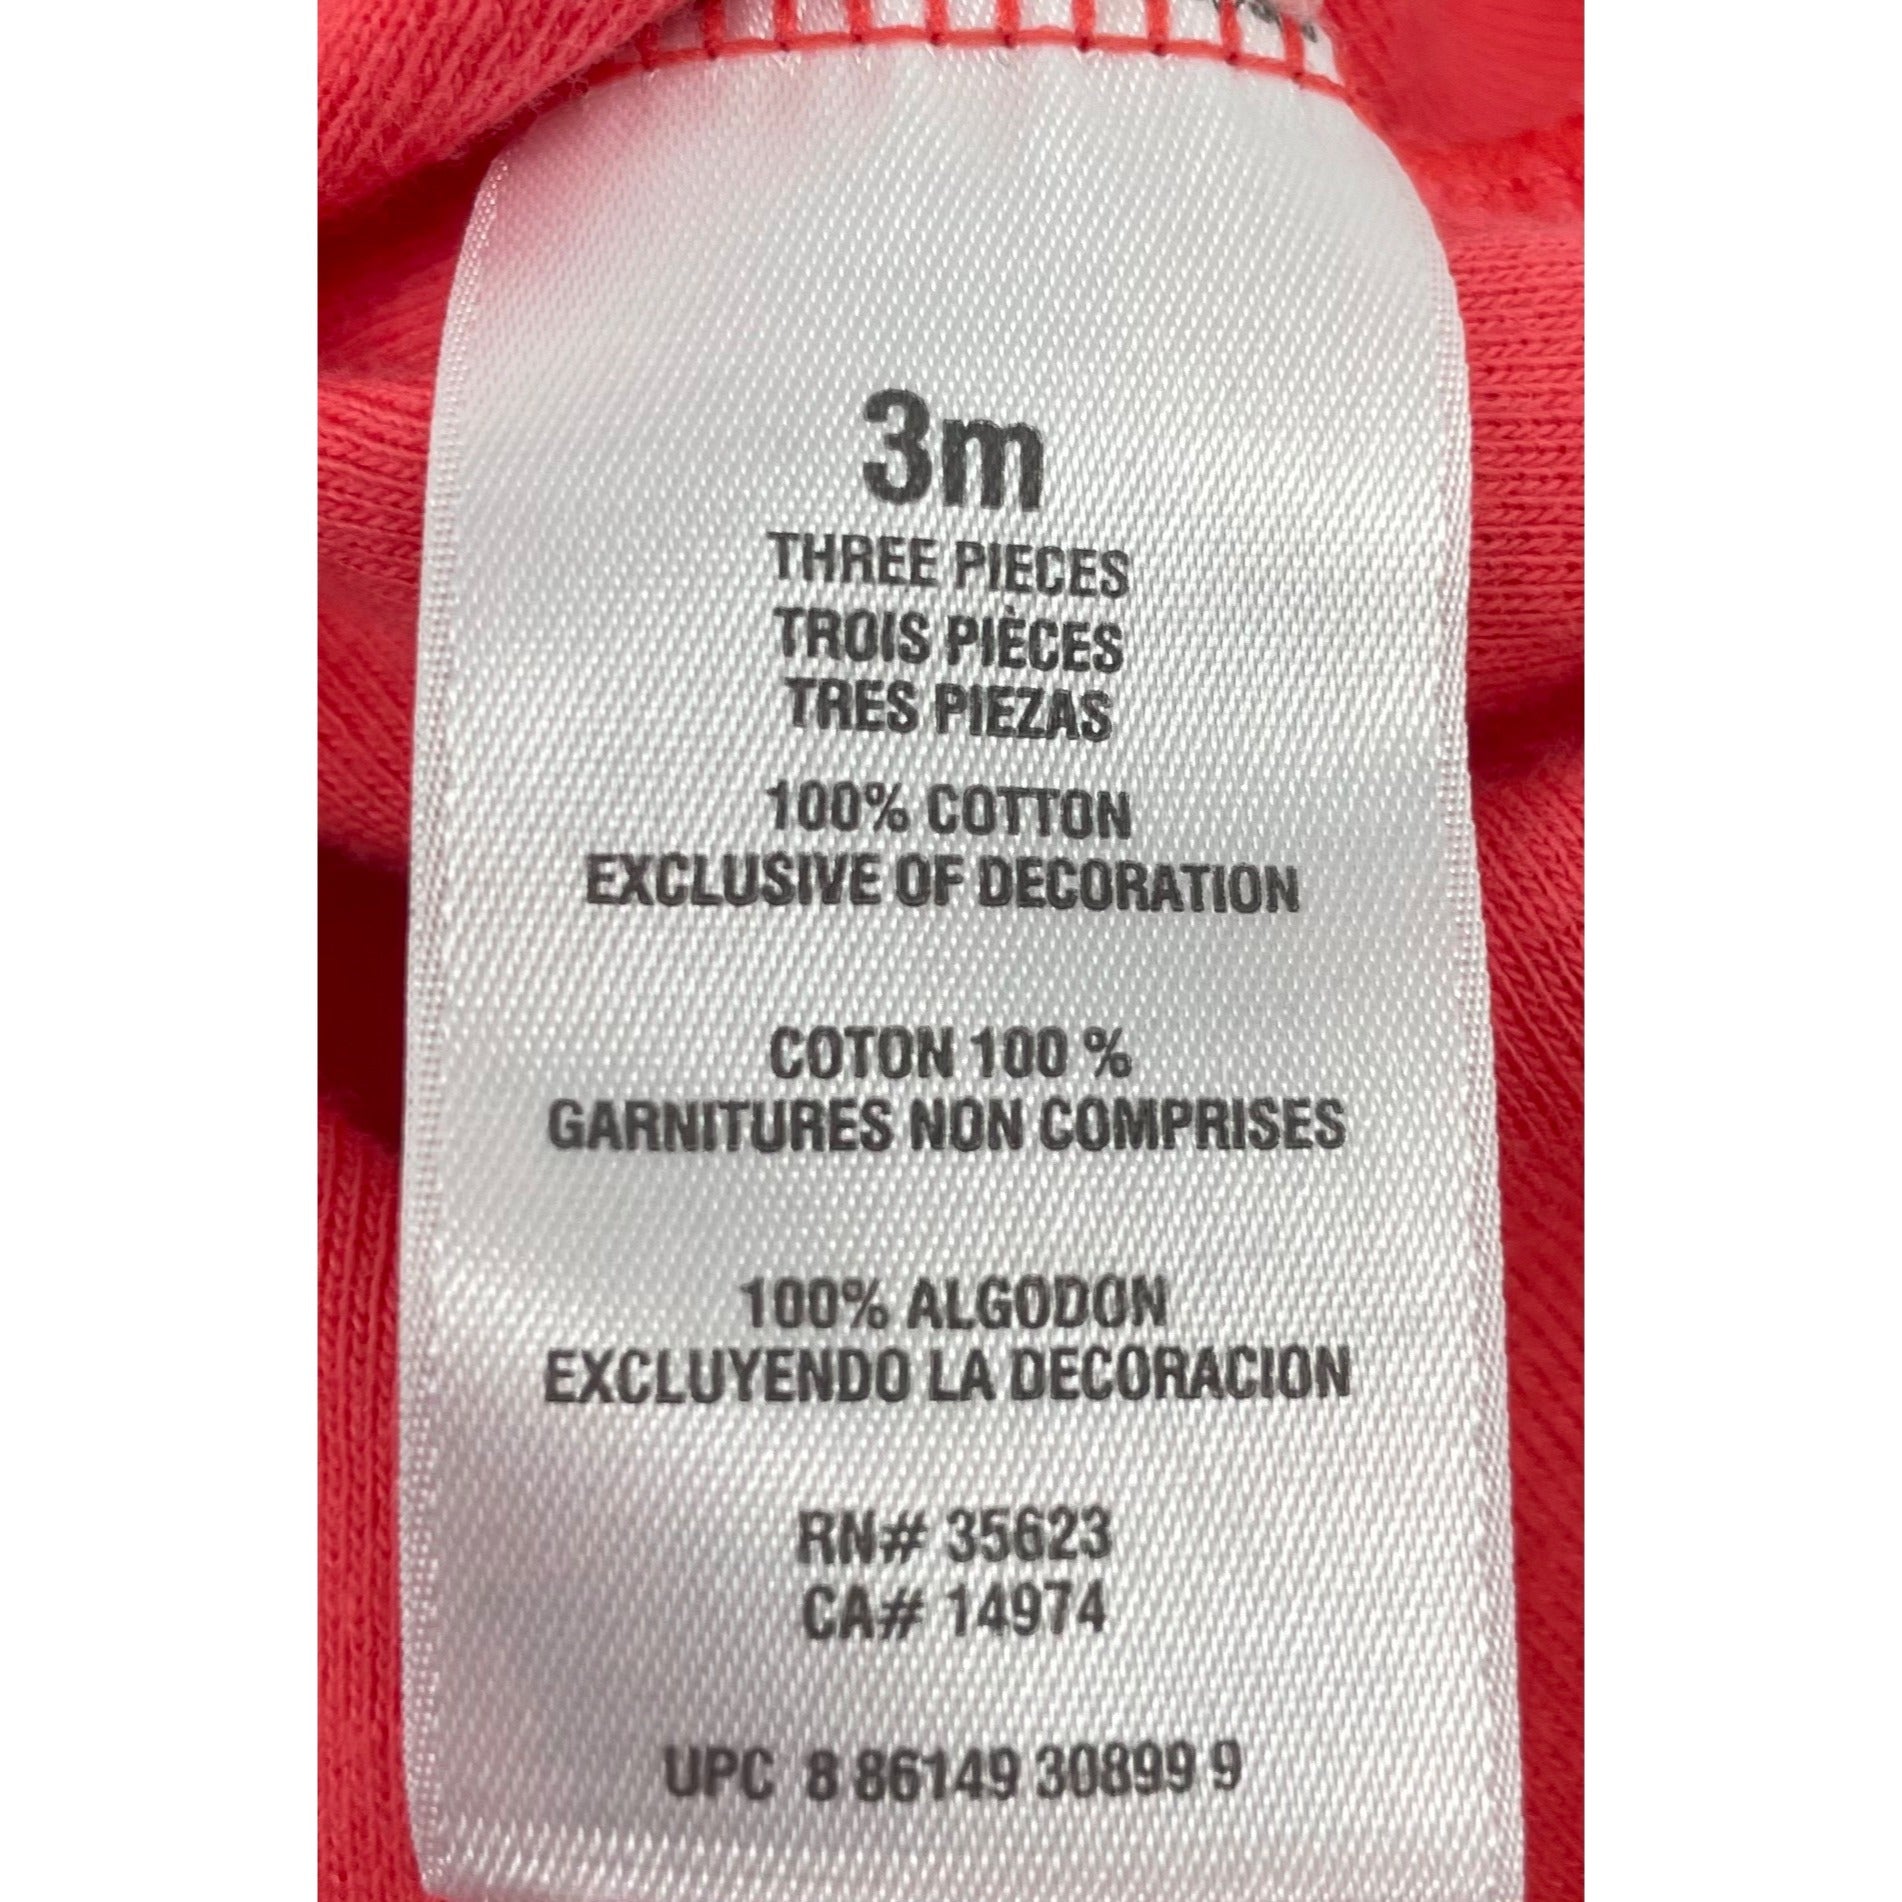 3m
THREE PIECES
TROIS PIÈCES
TRES PIEZAS
100% COTTON
EXCLUSIVE OF DECORATION
COTON 100 %
GARNITURES NON COMPRISES
100% ALGODON
EXCLUYENDO LA DECORACION
RN# 35623
CA# 14974
UPC 8 86149 30899 9